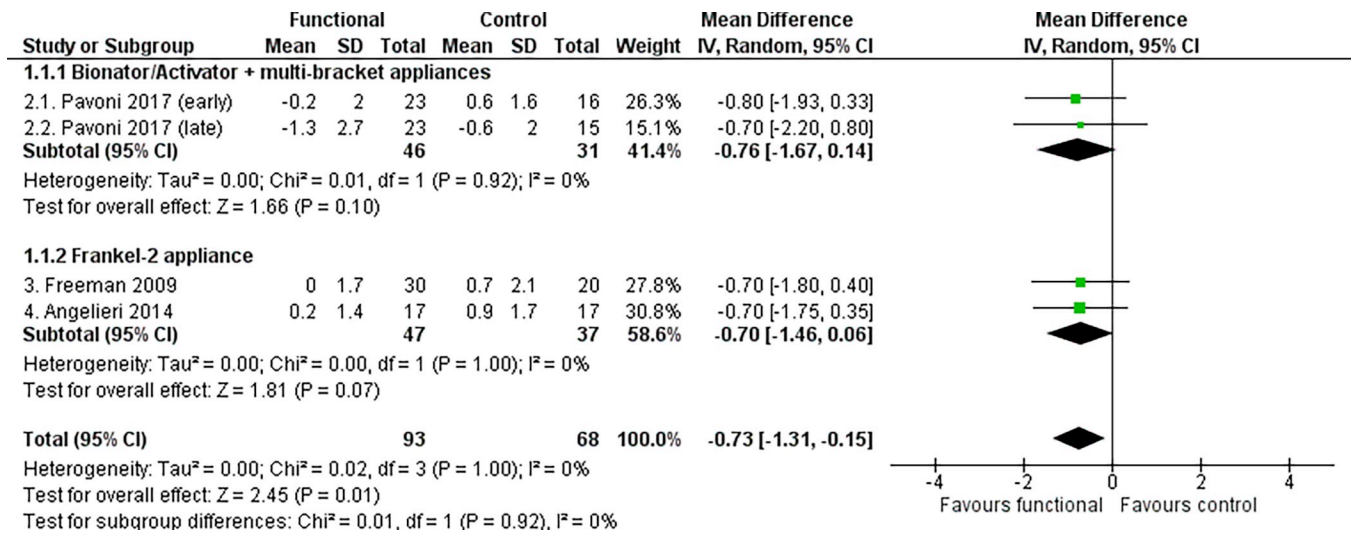 Functional Control Mean Difference Mean Difference
Study or Subgroup Mean SD Total Mean SD Total Weight IV, Random, 95% CI IV, Random, 95% CI
1.1.1 Bionator/Activator + multi-bracket appliances
2.1. Pavoni 2017 (early) -0.2 2 23 0.6 1.6 16 26.3% -0.80 [-1.93, 0.33]
2.2. Pavoni 2017 (late) -1.3 2.7 23 -0.6 2 15 15.1% -0.70 [-2.20, 0.80]
Subtotal (95% CI) 46 31 41.4% -0.76 [-1.67, 0.14]
Heterogeneity: Tau² = 0.00; Chi² = 0.01, df = 1 (P = 0.92); I² = 0%
Test for overall effect: Z = 1.66 (P = 0.10)
1.1.2 Frankel-2 appliance
3. Freeman 2009 0 1.7 30 0.7 2.1 20 27.8% -0.70 [-1.80, 0.40]
4. Angelieri 2014 0.2 1.4 17 0.9 1.7 17 30.8% -0.70 [-1.75, 0.35]
Subtotal (95% CI) 47 37 58.6% -0.70 [-1.46, 0.06]
Heterogeneity: Tau² = 0.00; Chi² = 0.00, df = 1 (P = 1.00); I² = 0%
Test for overall effect: Z = 1.81 (P = 0.07)
Total (95% CI) 93 68 100.0% -0.73 [-1.31, -0.15]
Heterogeneity: Tau² = 0.00; Chi² = 0.02, df = 3 (P = 1.00); I² = 0%
Test for overall effect: Z = 2.45 (P = 0.01)
Test for subgroup differences: Chi² = 0.01, df = 1 (P = 0.92), I² = 0%
-4 -2 0 2 4
Favours functional Favours control